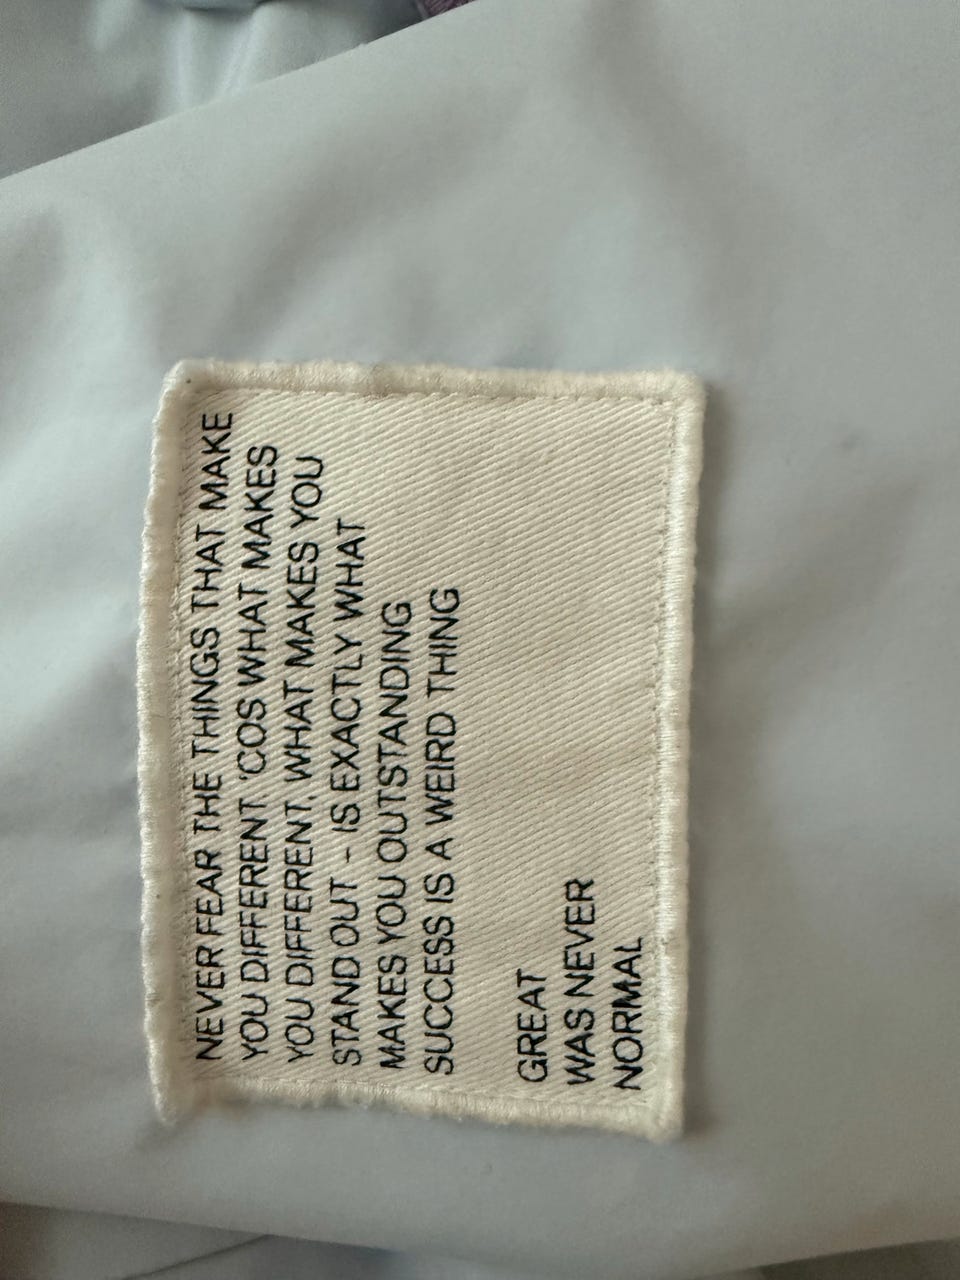 NEVER FEAR THE THINGS THAT MAKE
YOU DIFFERENT 'COS WHAT MAKES
YOU DIFFERENT, WHAT MAKES YOU
STAND OUT - IS EXACTLY WHAT
MAKES YOU OUTSTANDING
SUCCESS IS A WEIRD THING
GREAT
WAS NEVER
NORMAL